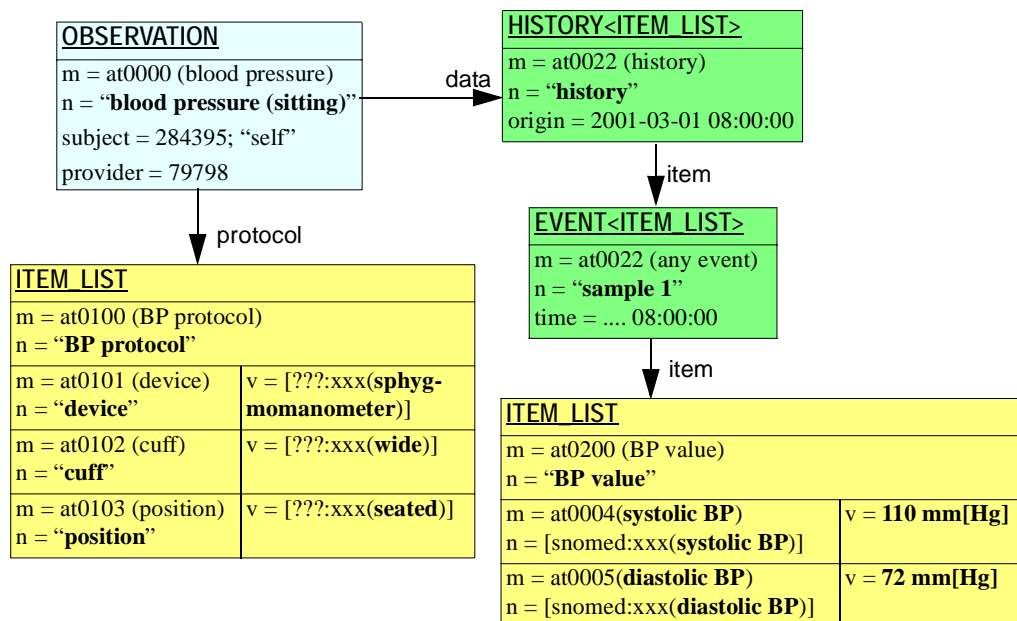 OBSERVATION
m = at0000 (blood pressure)
n = “blood pressure (sitting)”
subject = 284395; “self”
provider = 79798
data
HISTORY<ITEM_LIST>
m = at0022 (history)
n = “history”
origin = 2001-03-01 08:00:00
item
EVENT<ITEM_LIST>
m = at0022 (any event)
n = “sample 1”
time = .... 08:00:00
item
protocol
ITEM_LIST
m = at0100 (BP protocol)
n = “BP protocol”
m = at0101 (device)
n = “device”
v = [???:xxx(sphyg-
momanometer)]
m = at0102 (cuff)
n = “cuff”
v = [???:xxx(wide)]
m = at0103 (position)
n = “position”
v = [???:xxx(seated)]
ITEM_LIST
m = at0200 (BP value)
n = “BP value”
m = at0004(systolic BP)
n = [snomed:xxx(systolic BP)]
v = 110 mm[Hg]
m = at0005(diastolic BP)
n = [snomed:xxx(diastolic BP)]
v = 72 mm[Hg]